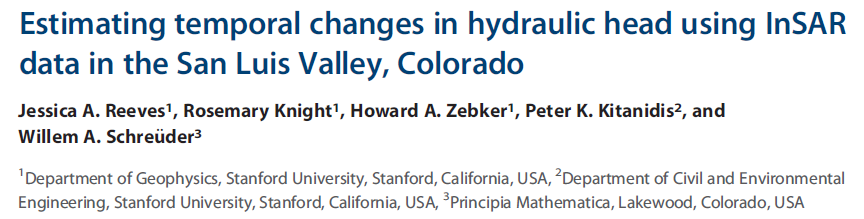 Estimating temporal changes in hydraulic head using InSAR
data in the San Luis Valley, Colorado
Jessica A. Reeves¹, Rosemary Knight¹, Howard A. Zebker¹, Peter K. Kitanidis², and
Willem A. Schreüder³
¹Department of Geophysics, Stanford University, Stanford, California, USA, ²Department of Civil and Environmental
Engineering, Stanford University, Stanford, California, USA, ³Principia Mathematica, Lakewood, Colorado, USA